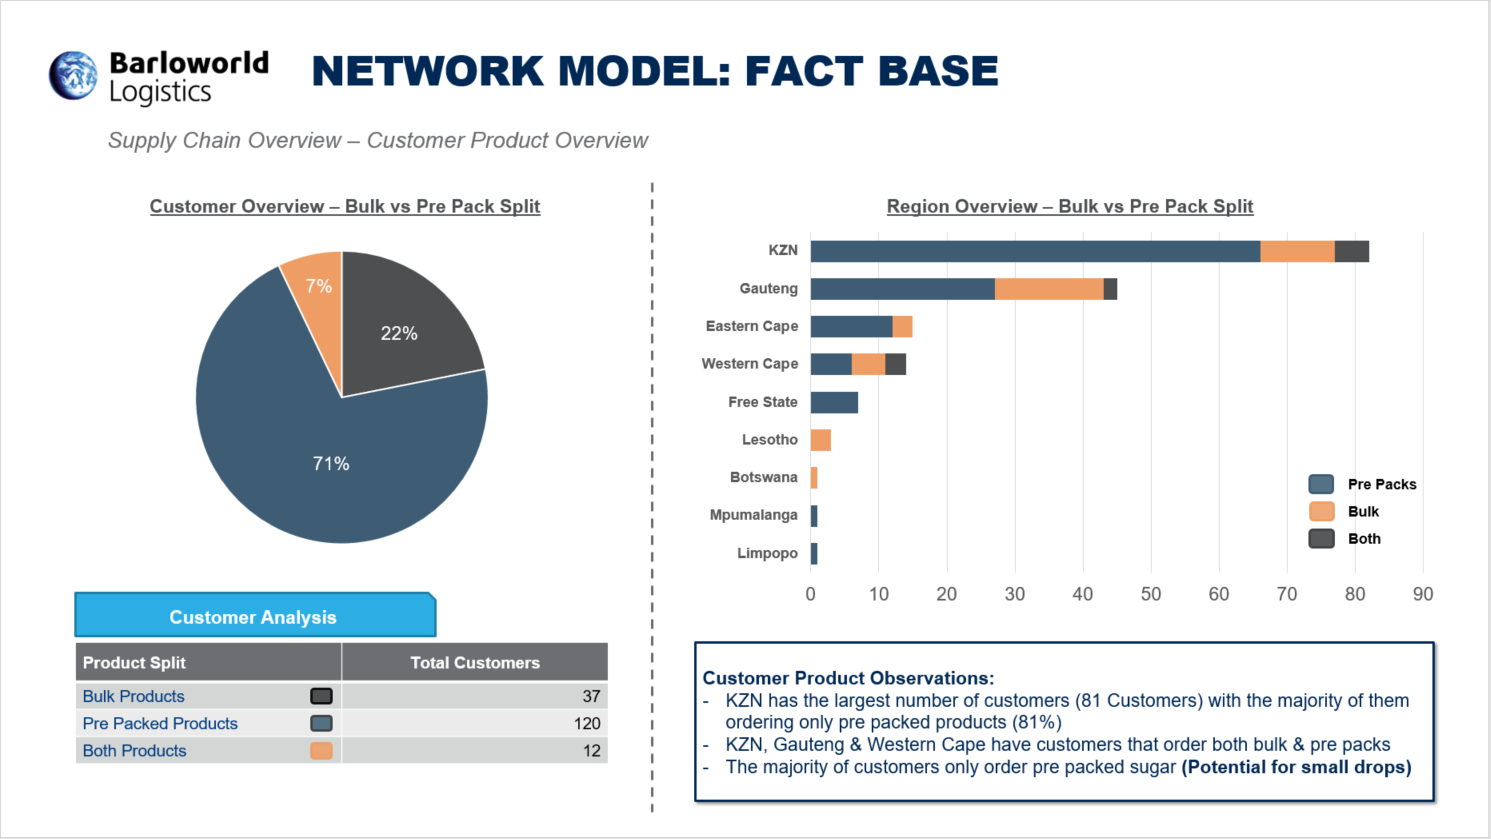 Barloworld
Logistics
NETWORK MODEL: FACT BASE
Supply Chain Overview – Customer Product Overview
Customer Overview – Bulk vs Pre Pack Split
7%
22%
71%
Customer Analysis
Product Split Total Customers
Bulk Products 37
Pre Packed Products 120
Both Products 12
Region Overview – Bulk vs Pre Pack Split
KZN
Gauteng
Eastern Cape
Western Cape
Free State
Lesotho
Botswana
Mpumalanga
Limpopo
0 10 20 30 40 50 60 70 80 90
Pre Packs
Bulk
Both
Customer Product Observations:
- KZN has the largest number of customers (81 Customers) with the majority of them
ordering only pre packed products (81%)
- KZN, Gauteng & Western Cape have customers that order both bulk & pre packs
- The majority of customers only order pre packed sugar (Potential for small drops)